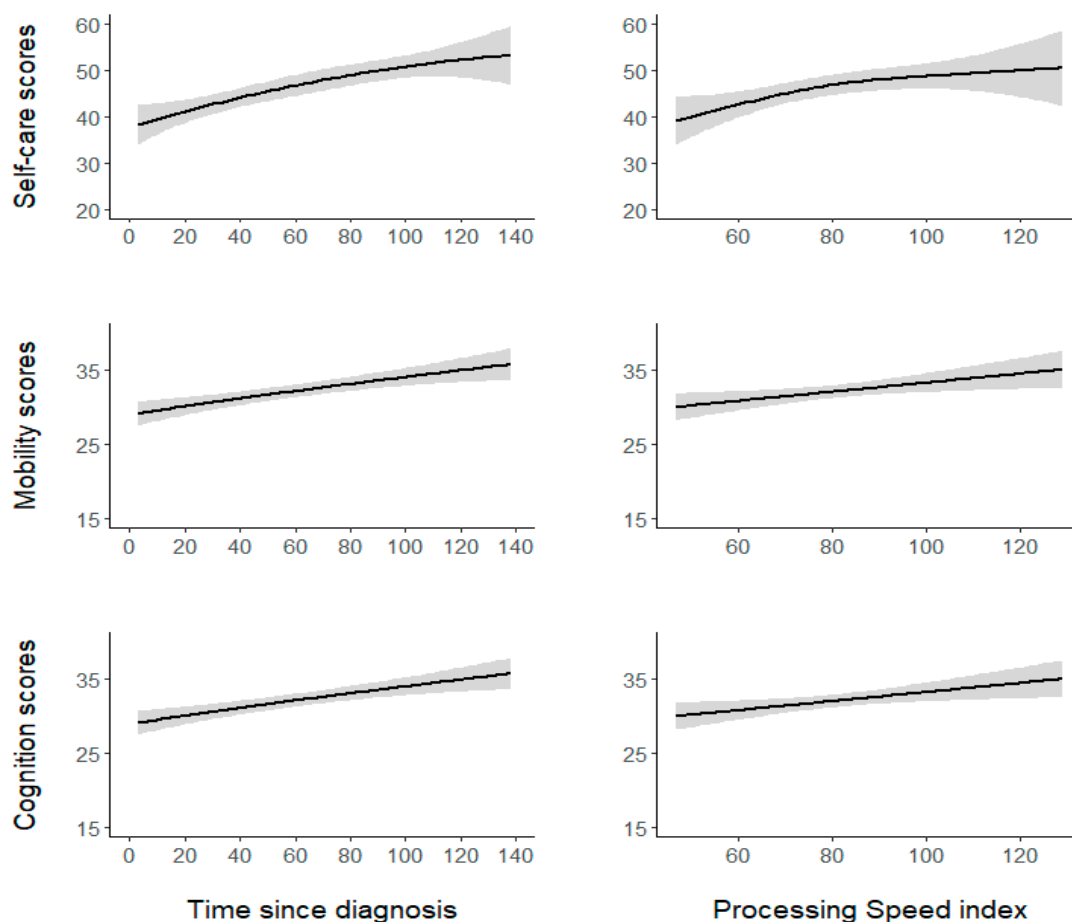 Self-care scores
60
50
40
30
20
0 20 40 60 80 100 120 140
60
50
40
30
20
60 80 100 120
Mobility scores
35
25
15
0 20 40 60 80 100 120 140
35
25
15
60 80 100 120
Cognition scores
35
25
15
0 20 40 60 80 100 120 140
35
25
15
60 80 100 120
Time since diagnosis
Processing Speed index